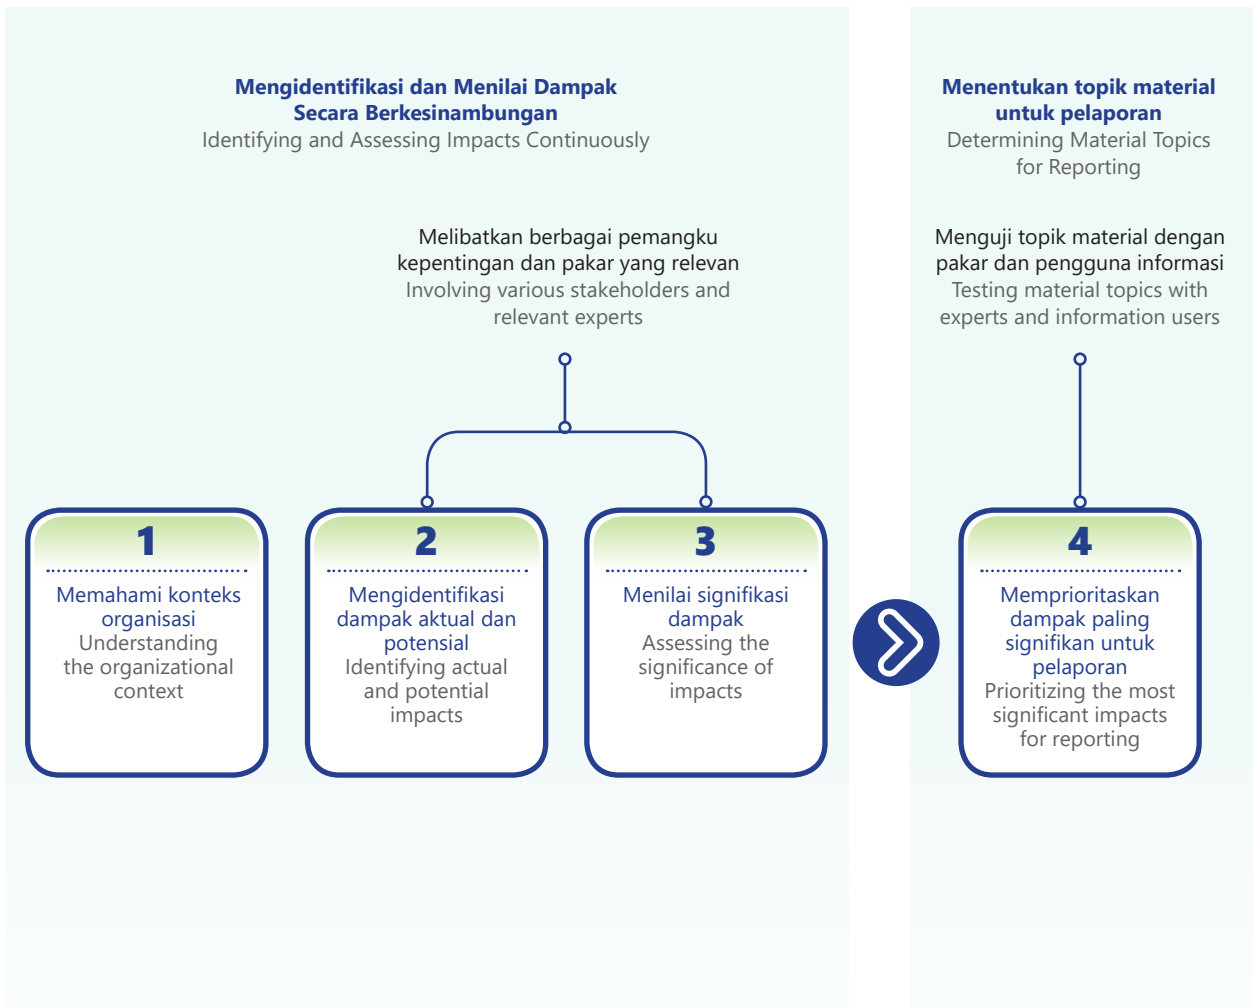 Mengidentifikasi dan Menilai Dampak
Secara Berkesinambungan
Identifying and Assessing Impacts Continuously
Melibatkan berbagai pemangku
kepentingan dan pakar yang relevan
Involving various stakeholders and
relevant experts
1
Memahami konteks
organisasi
Understanding
the organizational
context
2
Mengidentifikasi
dampak aktual dan
potensial
Identifying actual
and potential
impacts
3
Menilai signifikasi
dampak
Assessing the
significance of
impacts
Menentukan topik material
untuk pelaporan
Determining Material Topics
for Reporting
Menguji topik material dengan
pakar dan pengguna informasi
Testing material topics with
experts and information users
4
Memprioritaskan
dampak paling
signifikan untuk
pelaporan
Prioritizing the most
significant impacts
for reporting